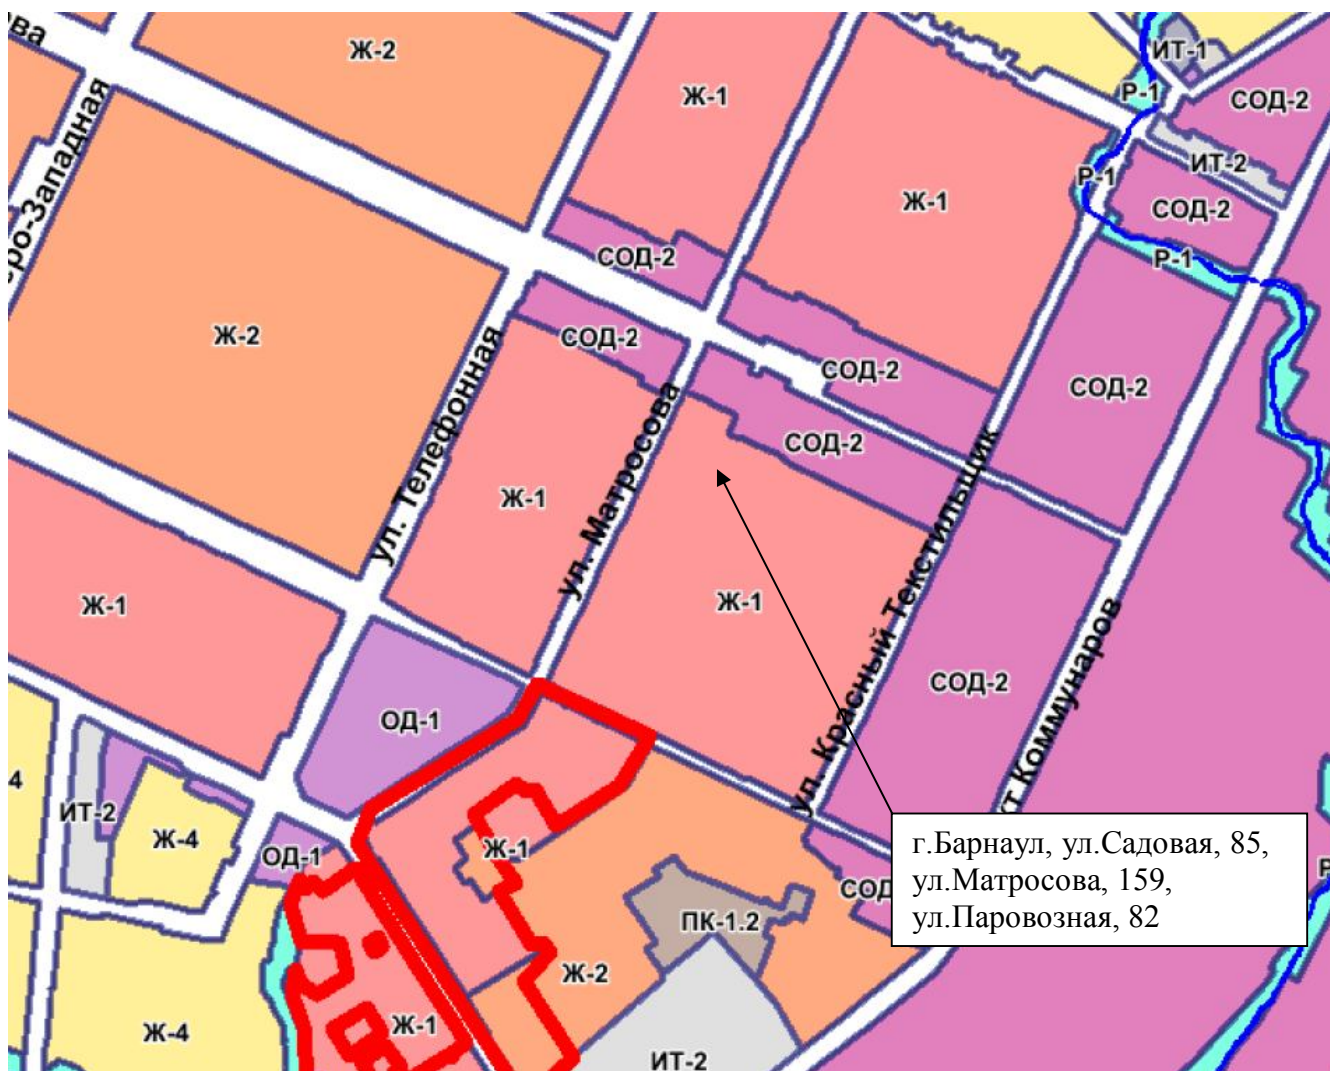 ва
Ж-2
ИТ-1
Ж-1
Р-1
СОД-2
ро-Западная
ИТ-2
Р-1
Ж-1
СОД-2
СОД-2
Р-1
Ж-2
СОД-2
ул. Телефонная
СОД-2
СОД-2
ул. Матросова
СОД-2
ул. Красный Текстильщик
Ж-1
Ж-1
Ж-1
СОД-2
кт Коммунаров
ОД-1
4
ИТ-2
Ж-4
ОД-1
Ж-1
г.Барнаул, ул.Садовая, 85,
ул.Матросова, 159,
ул.Паровозная, 82
СОД
Р
ПК-1.2
Ж-2
Ж-4
Ж-1
ИТ-2